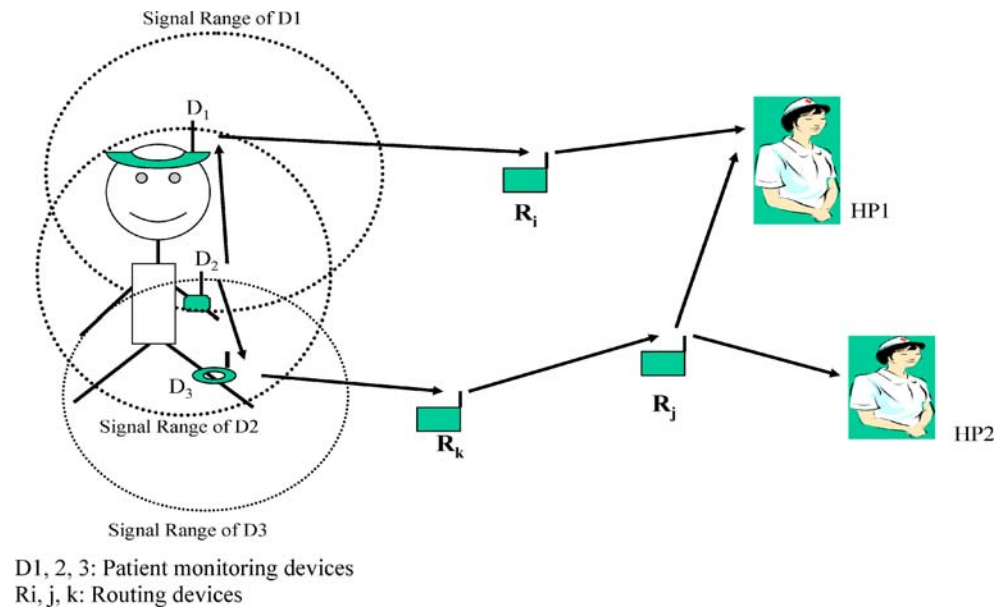 Signal Range of D1
D1
Ri
HP1
D2
D3
Signal Range of D2
Rk
Rj
HP2
Signal Range of D3
D1, 2, 3: Patient monitoring devices
Ri, j, k: Routing devices